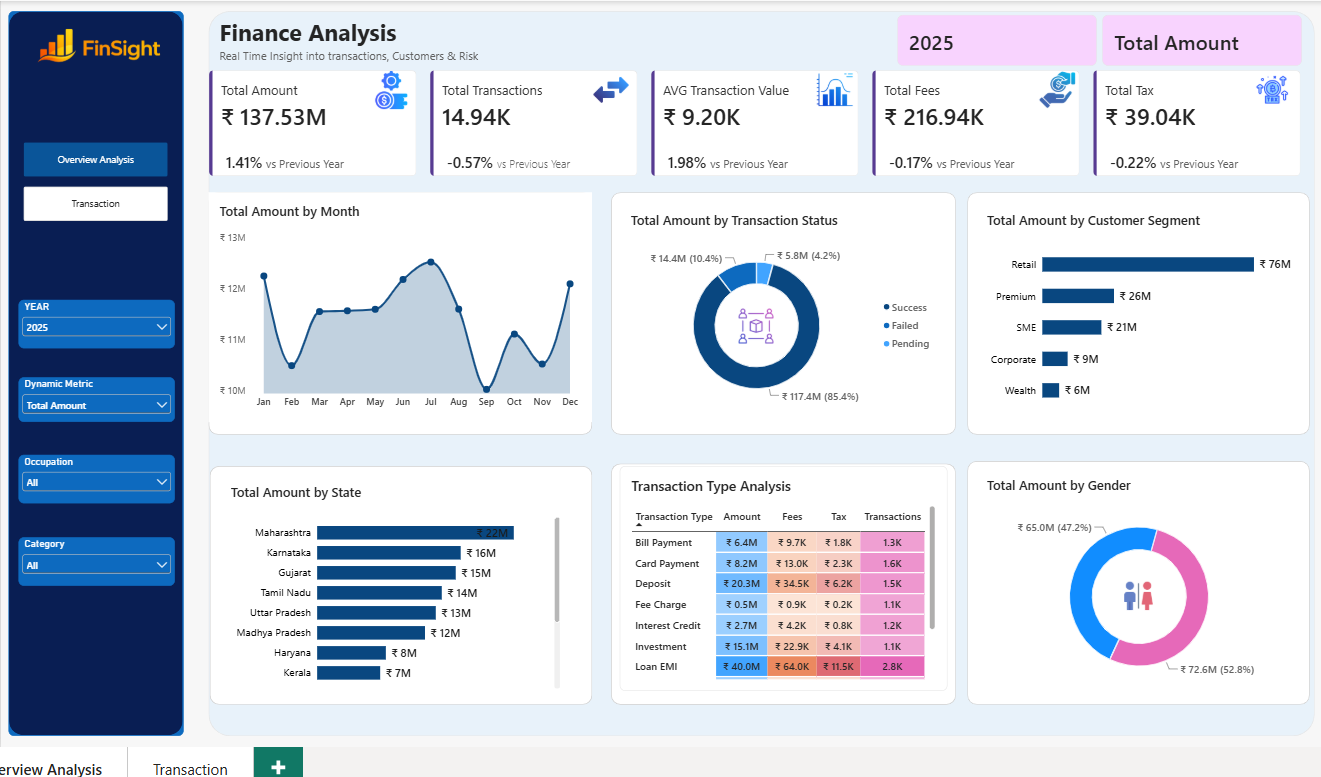 FinSight
Overview Analysis
Transaction
YEAR
2025
Dynamic Metric
Total Amount
Occupation
All
Category
All
Finance Analysis
Real Time Insight into transactions, Customers & Risk
2025
Total Amount
Total Amount
₹ 137.53M
1.41% vs Previous Year
Total Transactions
14.94K
-0.57% vs Previous Year
AVG Transaction Value
₹ 9.20K
1.98% vs Previous Year
Total Fees
₹ 216.94K
-0.17% vs Previous Year
Total Tax
₹ 39.04K
-0.22% vs Previous Year
Total Amount by Month
₹ 13M
₹ 12M
₹ 11M
₹ 10M
Jan Feb Mar Apr May Jun Jul Aug Sep Oct Nov Dec
Total Amount by Transaction Status
₹ 14.4M (10.4%)
₹ 5.8M (4.2%)
₹ 117.4M (85.4%)
Success
Failed
Pending
Total Amount by Customer Segment
Retail ₹ 76M
Premium ₹ 26M
SME ₹ 21M
Corporate ₹ 9M
Wealth ₹ 6M
Total Amount by State
Maharashtra ₹ 22M
Karnataka ₹ 16M
Gujarat ₹ 15M
Tamil Nadu ₹ 14M
Uttar Pradesh ₹ 13M
Madhya Pradesh ₹ 12M
Haryana ₹ 8M
Kerala ₹ 7M
Transaction Type Analysis
Transaction Type Amount Fees Tax Transactions
Bill Payment ₹ 6.4M ₹ 9.7K ₹ 1.8K 1.3K
Card Payment ₹ 8.2M ₹ 13.0K ₹ 2.3K 1.6K
Deposit ₹ 20.3M ₹ 34.5K ₹ 6.2K 1.5K
Fee Charge ₹ 0.5M ₹ 0.9K ₹ 0.2K 1.1K
Interest Credit ₹ 2.7M ₹ 4.2K ₹ 0.8K 1.2K
Investment ₹ 15.1M ₹ 22.9K ₹ 4.1K 1.1K
Loan EMI ₹ 40.0M ₹ 64.0K ₹ 11.5K 2.8K
Total Amount by Gender
₹ 65.0M (47.2%)
₹ 72.6M (52.8%)
erview Analysis
Transaction
+